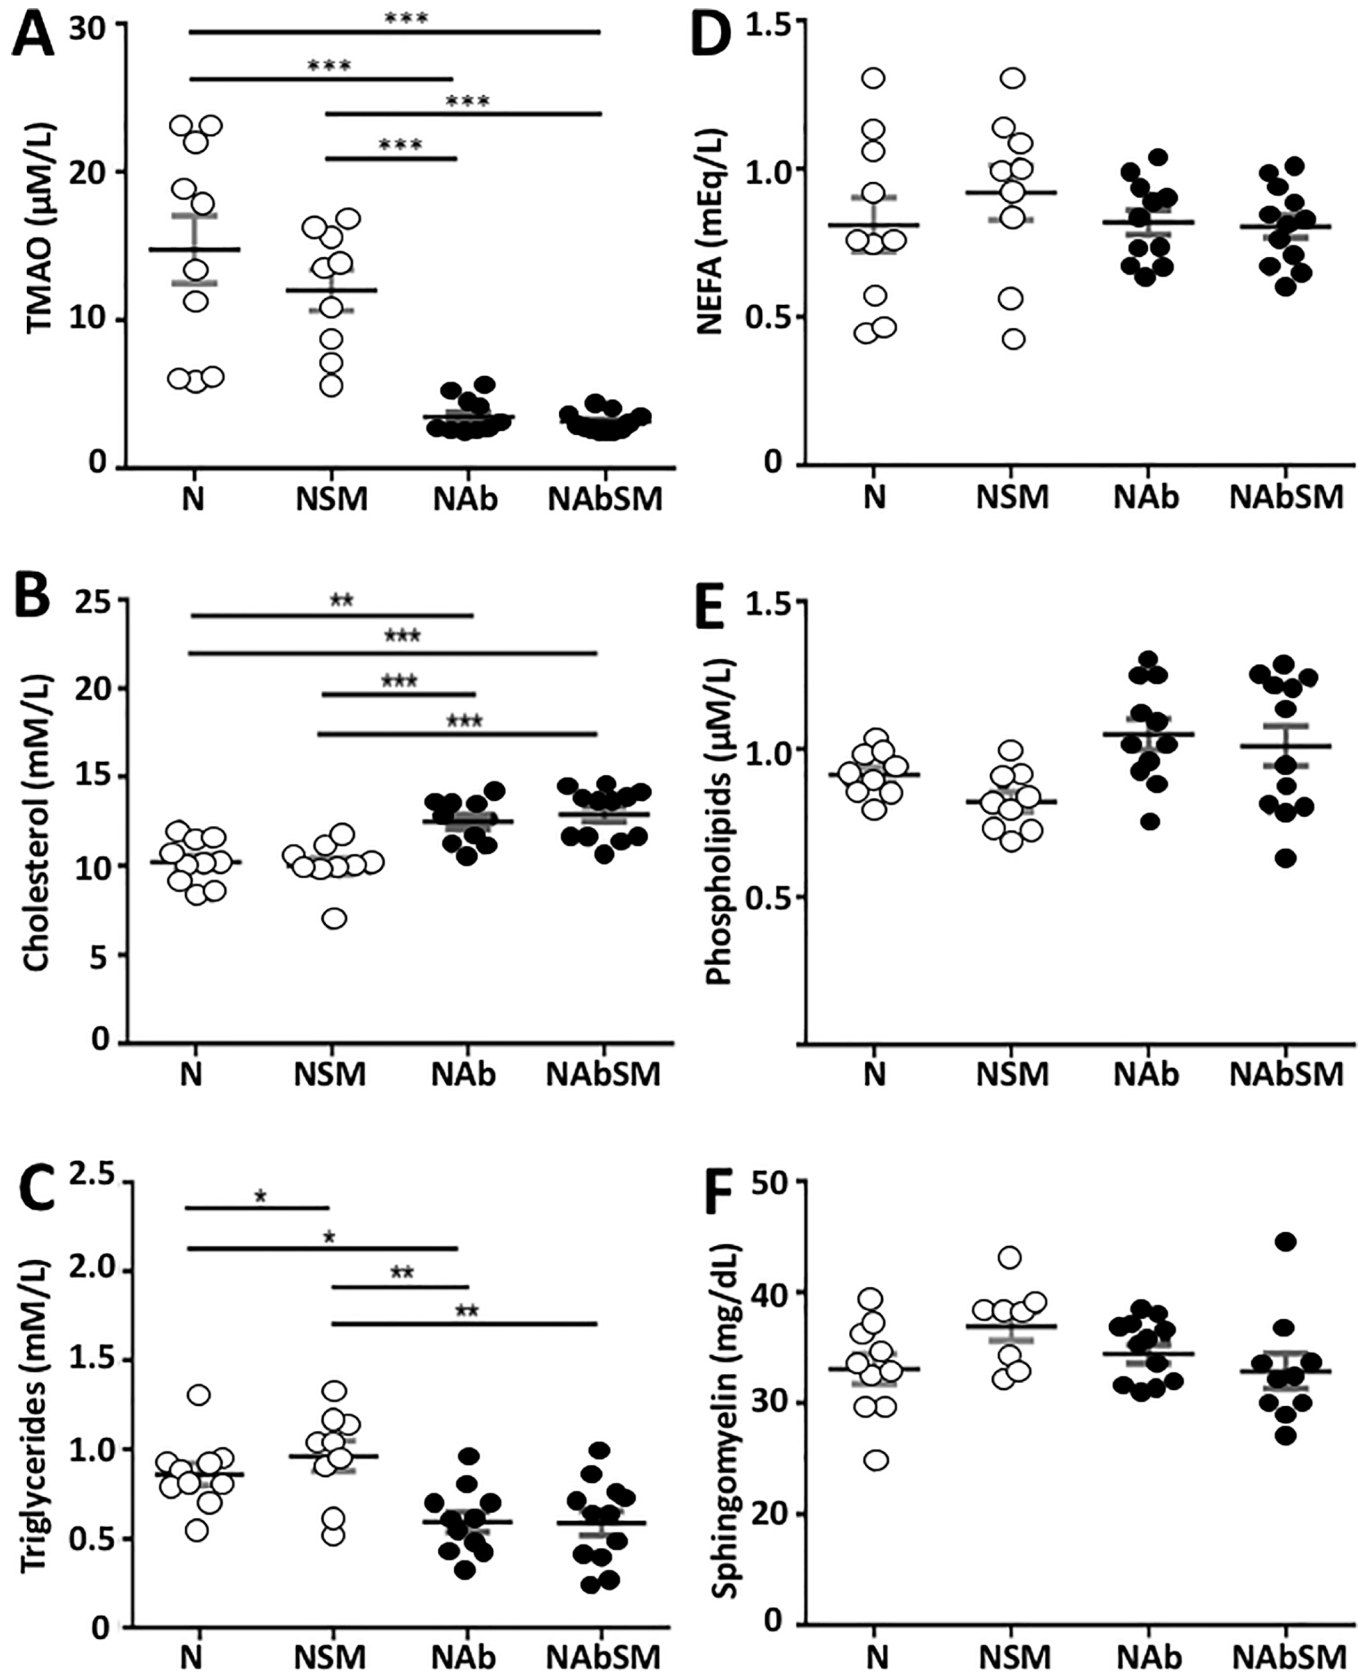 A
TMAO (µM/L)
30
20
10
0
***
***
***
***
N NSM NAb NAbSM
D
NEFA (mEq/L)
1.5
1.0
0.5
0
N NSM NAb NAbSM
B
Cholesterol (mM/L)
25
20
15
10
5
0
**
***
***
***
N NSM NAb NAbSM
E
Phospholipids (µM/L)
1.5
1.0
0.5
N NSM NAb NAbSM
C
Triglycerides (mM/L)
2.5
2.0
1.5
1.0
0.5
0
*
*
**
**
N NSM NAb NAbSM
F
Sphingomyelin (mg/dL)
50
40
30
20
0
N NSM NAb NAbSM